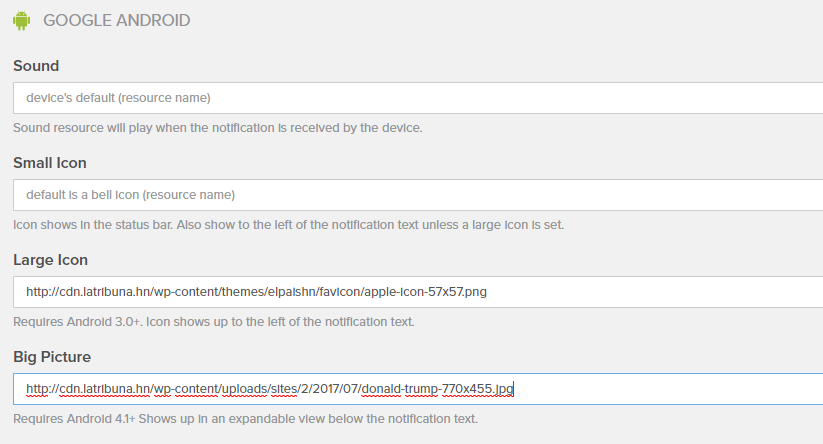 GOOGLE ANDROID
Sound
device's default (resource name)
Sound resource will play when the notification is received by the device.
Small Icon
default is a bell icon (resource name)
Icon shows in the status bar. Also show to the left of the notification text unless a large icon is set.
Large Icon
http://cdn.latribuna.hn/wp-content/themes/elpaishn/favicon/apple-icon-57x57.png
Requires Android 3.0+. Icon shows up to the left of the notification text.
Big Picture
http://cdn.latribuna.hn/wp-content/uploads/sites/2/2017/07/donald-trump-770x455.jpg
Requires Android 4.1+ Shows up in an expandable view below the notification text.